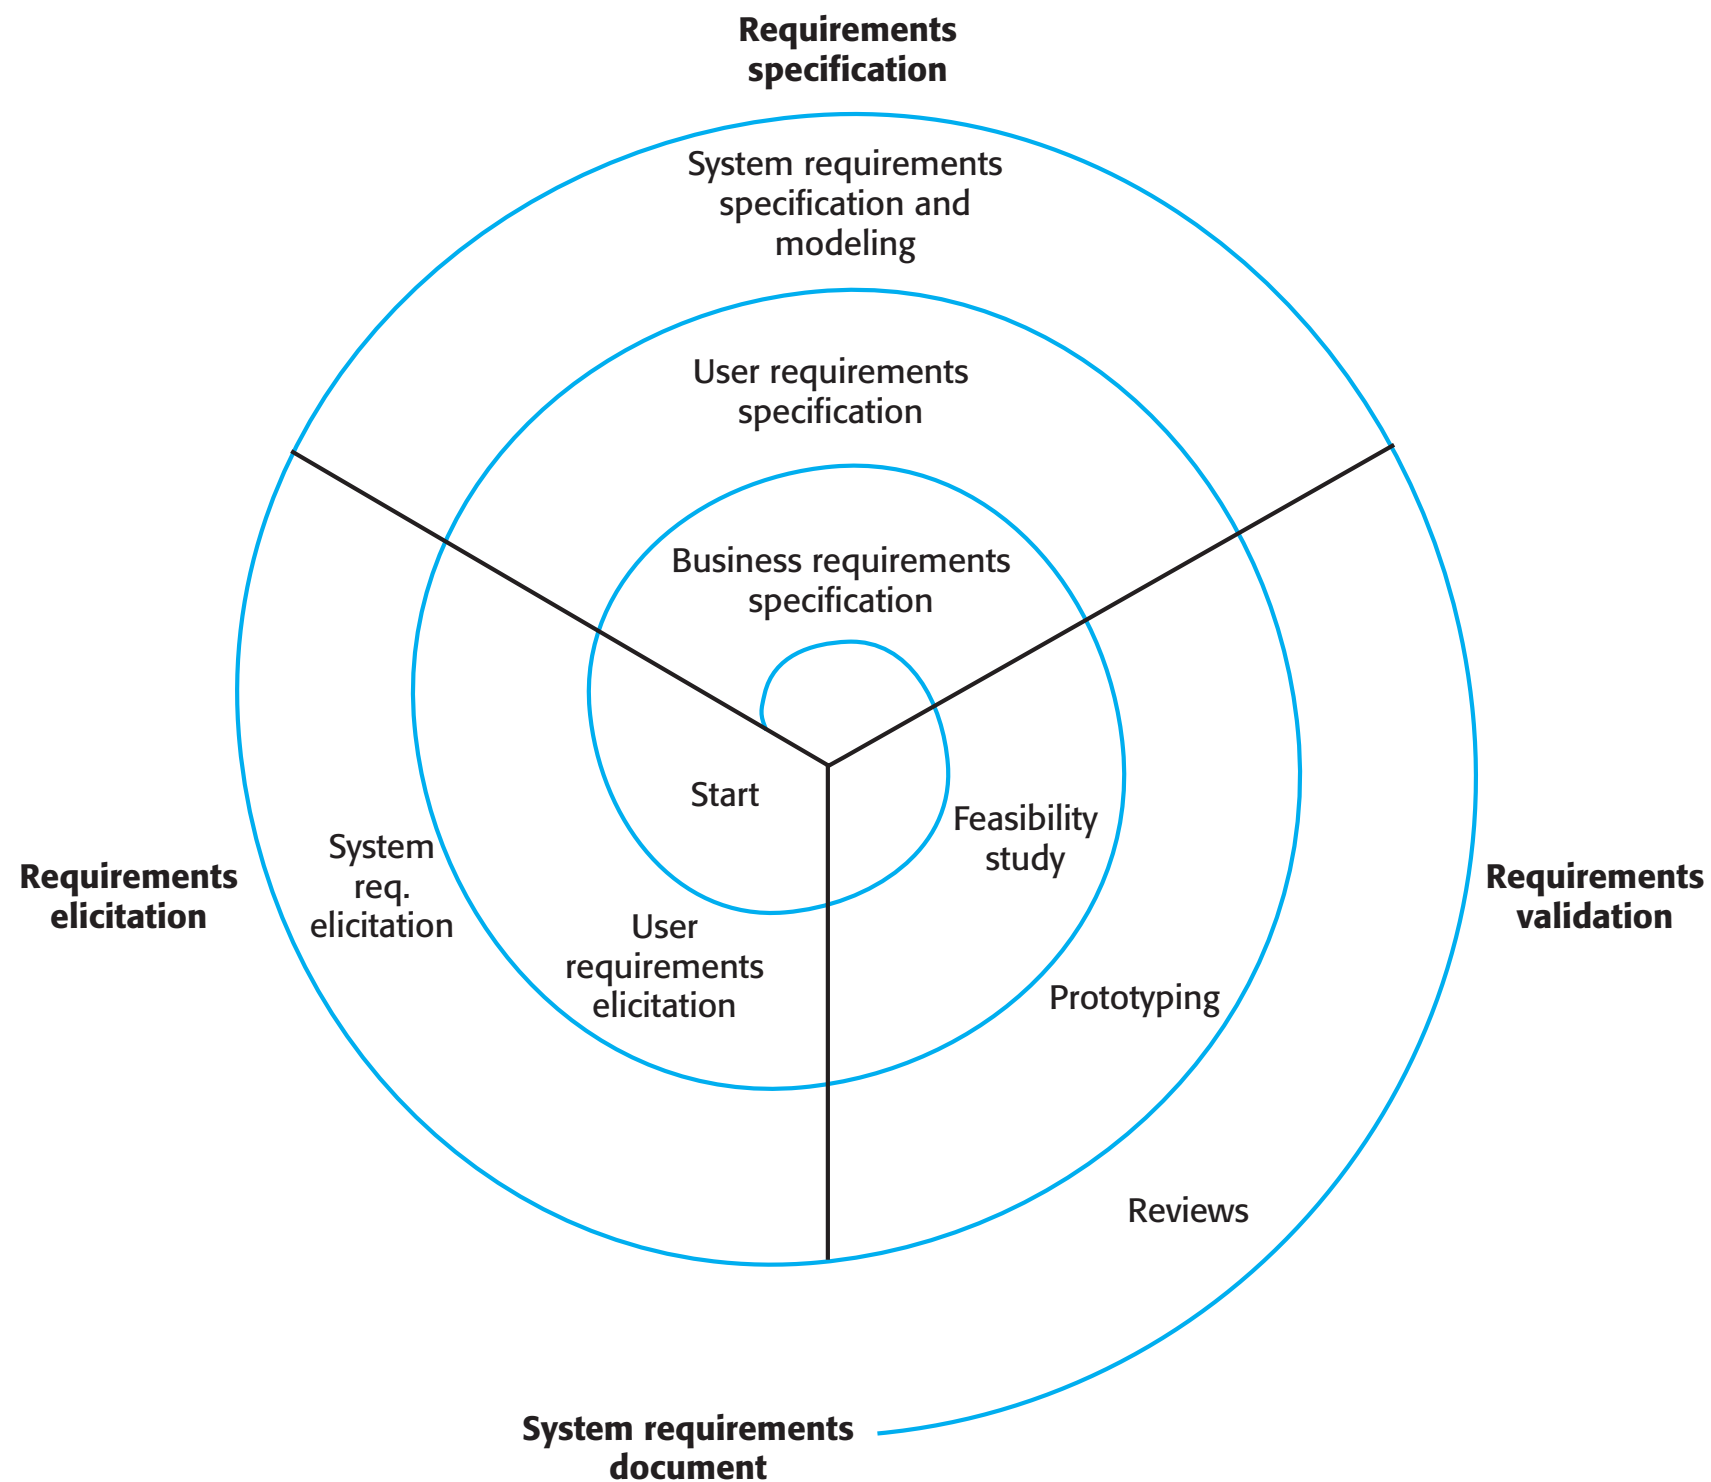 Requirements
specification
System requirements
specification and
modeling
User requirements
specification
Business requirements
specification
Start
Feasibility
study
System
req.
elicitation
Requirements
elicitation
Requirements
validation
User
requirements
elicitation
Prototyping
Reviews
System requirements
document